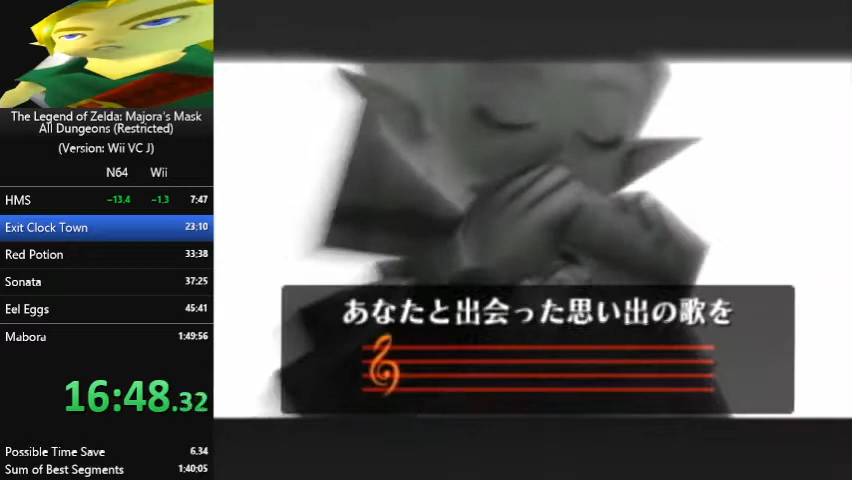 The Legend of Zelda: Majora's Mask
All Dungeons (Restricted)
(Version: Wii VC J)
N64 Wii
HMS -13.4 -1.3 7:47
Exit Clock Town 23:10
Red Potion 33:38
Sonata 37:25
Eel Eggs 45:41
Mabora 1:49:56
16:48.32
Possible Time Save 6.34
Sum of Best Segments 1:40:05
あなたと出会った思い出の歌を